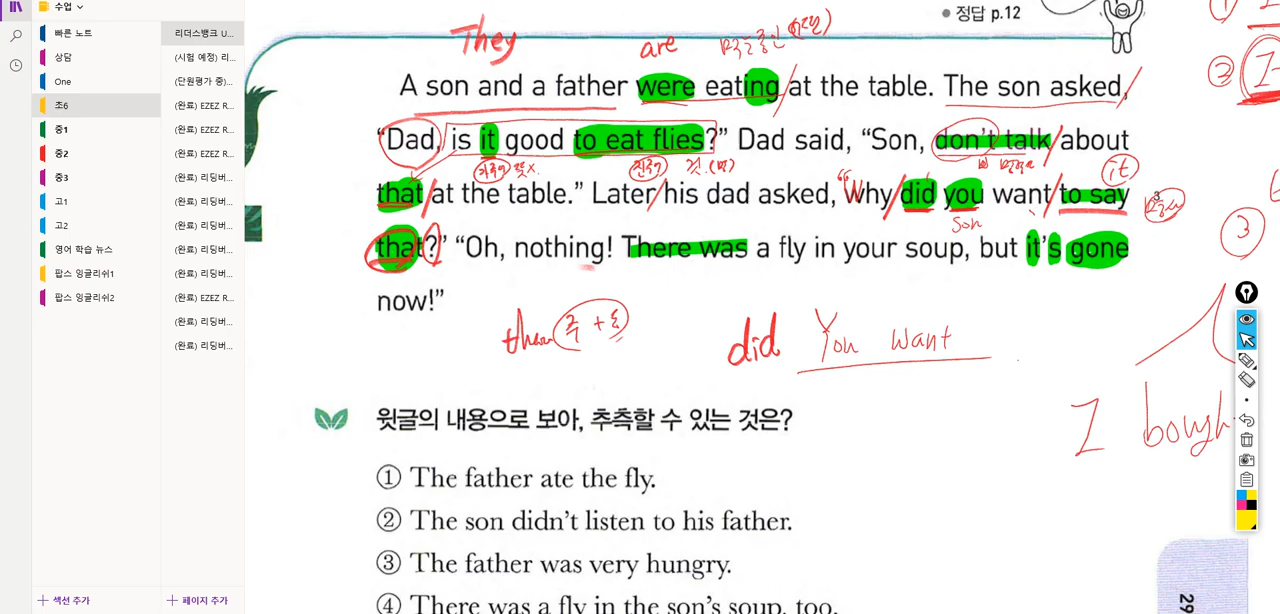 수업
빠른 노트
상담
One
초6
중1
중2
중3
고1
고2
영어 학습 뉴스
팝스 잉글리쉬1
팝스 잉글리쉬2
섹션 추가
리더스뱅크 U...
(시험 예정) 리...
(단원평가 중)...
(완료) EZEZ R...
(완료) EZEZ R...
(완료) EZEZ R...
(완료) 리딩버...
(완료) 리딩버...
(완료) 리딩버...
(완료) 리딩버...
(완료) EZEZ R...
(완료) EZEZ R...
(완료) 리딩버...
(완료) 리딩버...
페이지 추가
• 정답 p.12
They are
A son and a father were eating at the table. The son asked,
“Dad, is it good to eat flies?” Dad said, “Son, don’t talk about
it
that at the table.” Later his dad asked, “Why did you want to say
son
that?” “Oh, nothing! There was a fly in your soup, but it’s gone
now!”
did You want
I bough
③
윗글의 내용으로 보아, 추측할 수 있는 것은?
① The father ate the fly.
② The son didn’t listen to his father.
③ The father was very hungry.
④ There was a fly in the son’s soup, too.
29